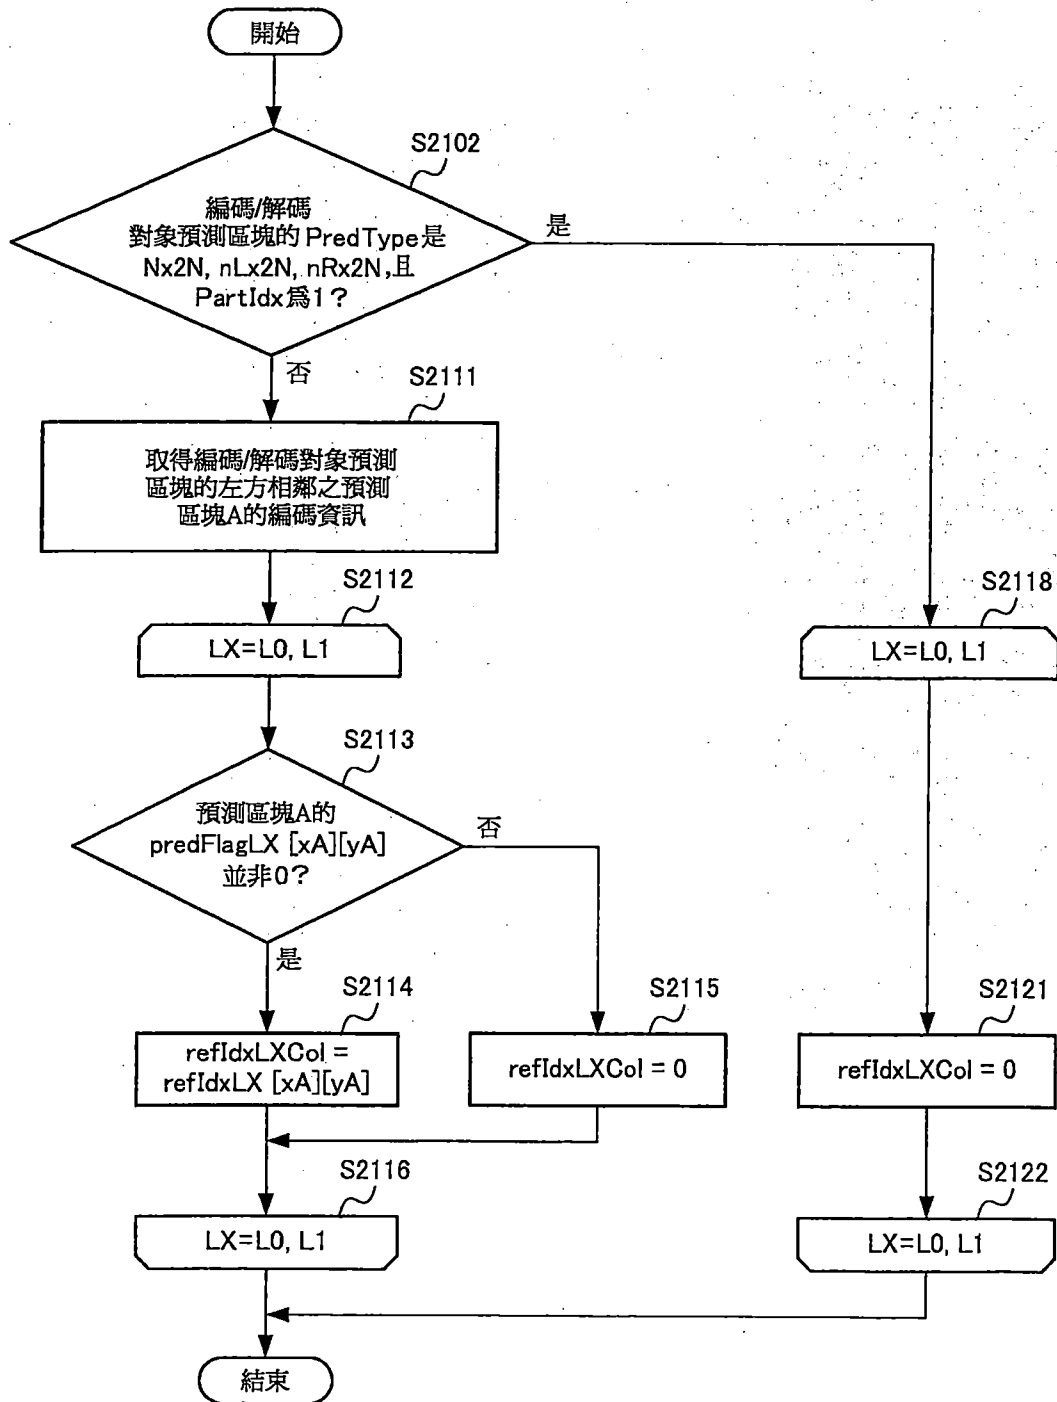 開始
S2102
編碼/解碼
對象預測區塊的 PredType是
Nx2N, nLx2N, nRx2N,且
PartIdx爲1？
是
否
S2111
取得編碼/解碼對象預測
區塊的左方相鄰之預測
區塊A的編碼資訊
S2112
LX=L0, L1
S2118
LX=L0, L1
S2113
預測區塊A的
predFlagLX [xA][yA]
並非0？
否
是
S2114
refIdxLXCol =
refIdxLX [xA][yA]
S2115
refIdxLXCol = 0
S2121
refIdxLXCol = 0
S2116
LX=L0, L1
S2122
LX=L0, L1
結束